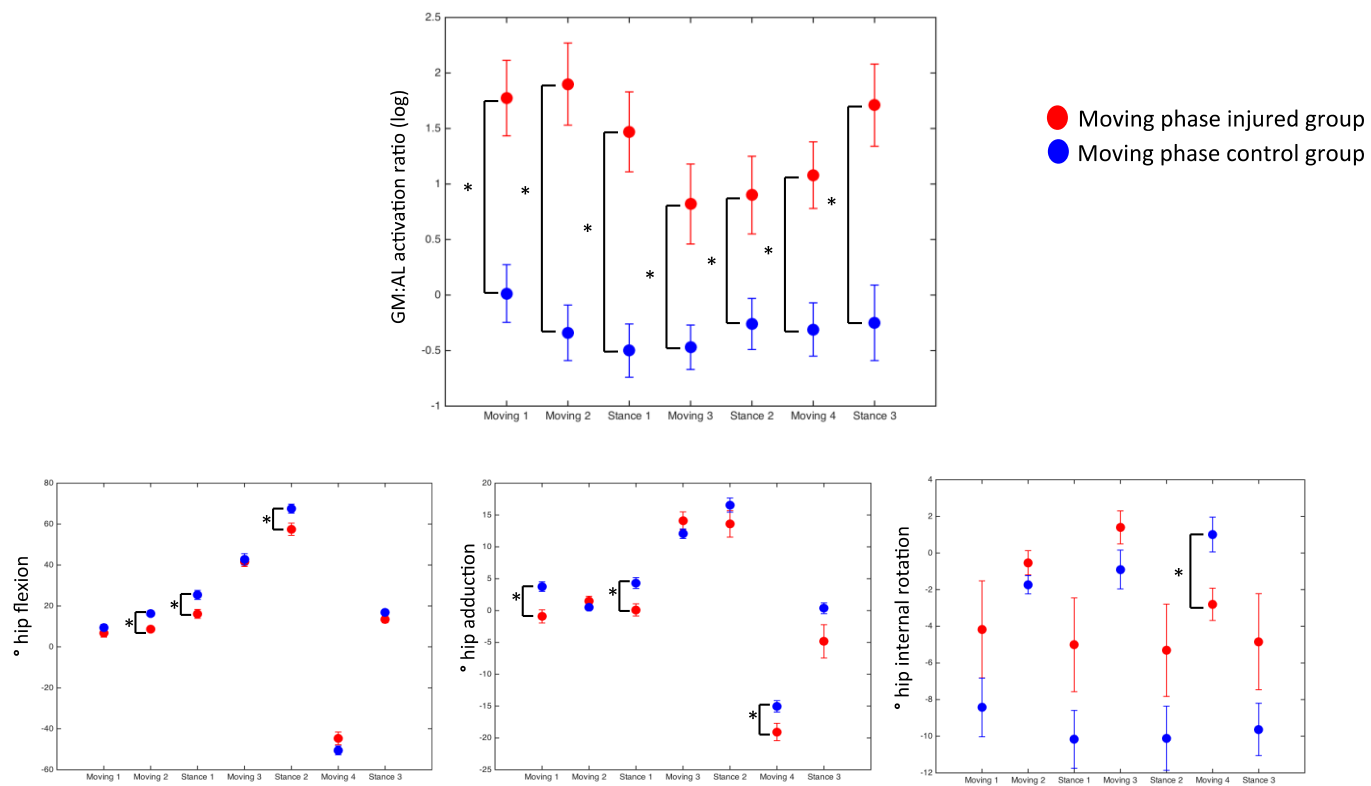 GM:AL activation ratio (log)
2.5
2
1.5
1
0.5
0
-0.5
-1
* * * * * * *
Moving 1 Moving 2 Stance 1 Moving 3 Stance 2 Moving 4 Stance 3
Moving phase injured group
Moving phase control group
° hip flexion
80
60
40
20
0
-20
-40
-60
* * *
Moving 1 Moving 2 Stance 1 Moving 3 Stance 2 Moving 4 Stance 3
° hip adduction
20
15
10
5
0
-5
-10
-15
-20
-25
* * *
Moving 1 Moving 2 Stance 1 Moving 3 Stance 2 Moving 4 Stance 3
° hip internal rotation
4
2
0
-2
-4
-6
-8
-10
-12
*
Moving 1 Moving 2 Stance 1 Moving 3 Stance 2 Moving 4 Stance 3